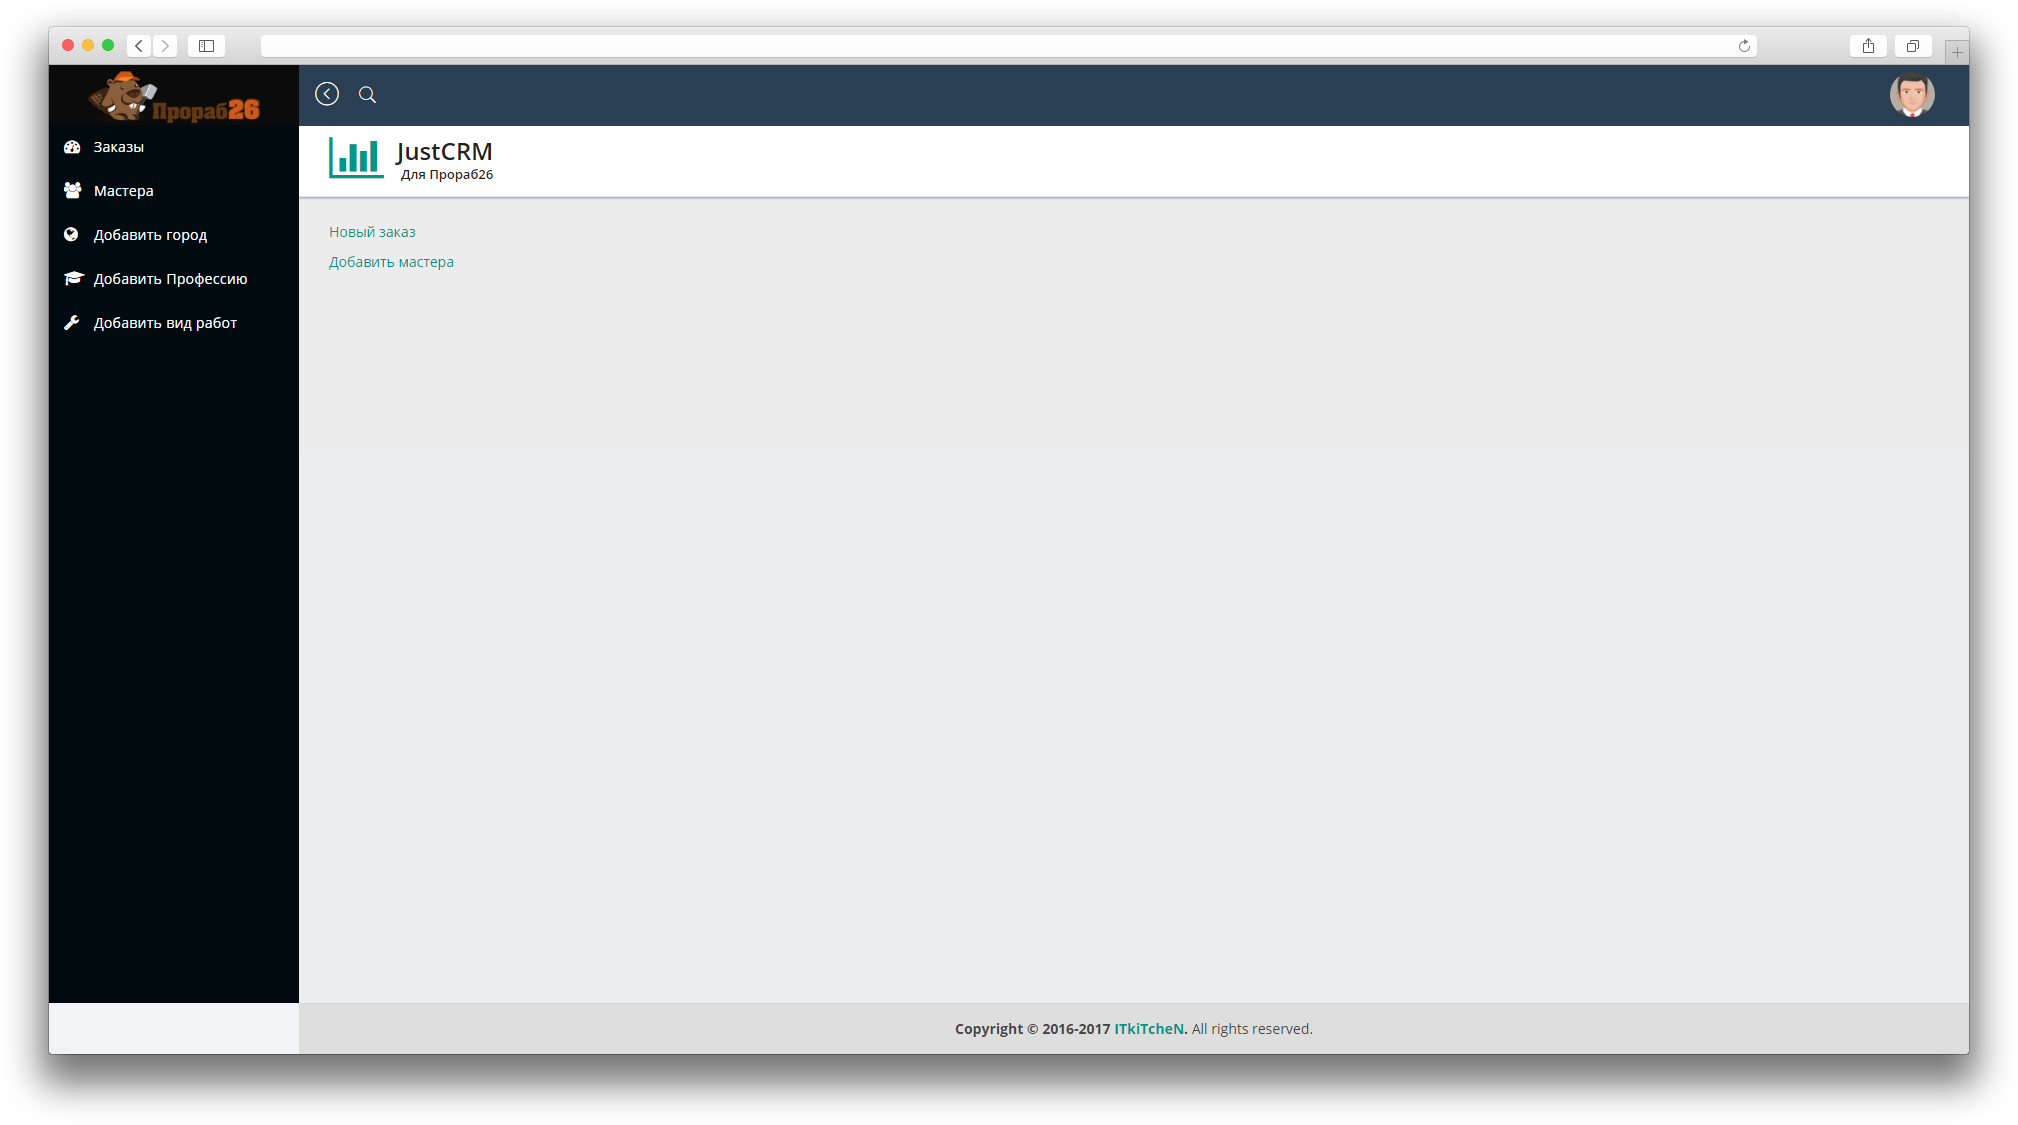 Прораб26
Заказы
Мастера
Добавить город
Добавить Профессию
Добавить вид работ
JustCRM
Для Прораб26
Новый заказ
Добавить мастера
Copyright © 2016-2017 ITkiTcheN. All rights reserved.